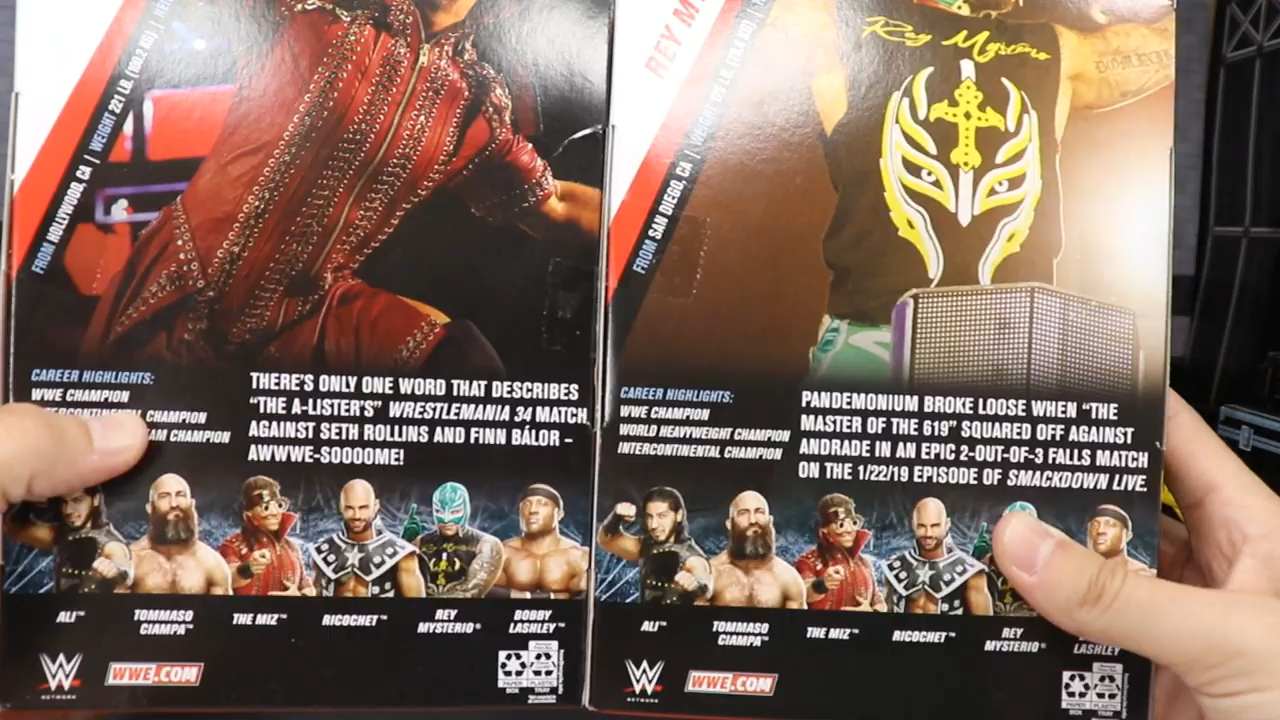 FROM HOLLYWOOD, CA | WEIGHT 221 LB. (100.2 KG)
CAREER HIGHLIGHTS:
WWE CHAMPION
CHAMPION
CHAMPION
THERE'S ONLY ONE WORD THAT DESCRIBES
"THE A-LISTER'S" WRESTLEMANIA 34 MATCH
AGAINST SETH ROLLINS AND FINN BÁLOR –
AWWWE-SOOOOME!
ALI™
TOMMASO
CIAMPA™
THE MIZ™
RICOCHET™
REY
MYSTERIO®
BOBBY
LASHLEY™
W
NETWORK
WWE.COM
PAPER
BOX
PLASTIC
TRAY
REY
Rey Mysterio
FROM SAN DIEGO, CA | WEIGHT
CAREER HIGHLIGHTS:
WWE CHAMPION
WORLD HEAVYWEIGHT CHAMPION
INTERCONTINENTAL CHAMPION
PANDEMONIUM BROKE LOOSE WHEN "THE
MASTER OF THE 619" SQUARED OFF AGAINST
ANDRADE IN AN EPIC 2-OUT-OF-3 FALLS MATCH
ON THE 1/22/19 EPISODE OF SMACKDOWN LIVE.
ALI™
TOMMASO
CIAMPA™
THE MIZ™
RICOCHET™
REY
MYSTERIO®
LASHLEY
W
NETWORK
WWE.COM
PAPER
BOX
PLASTIC
TRAY